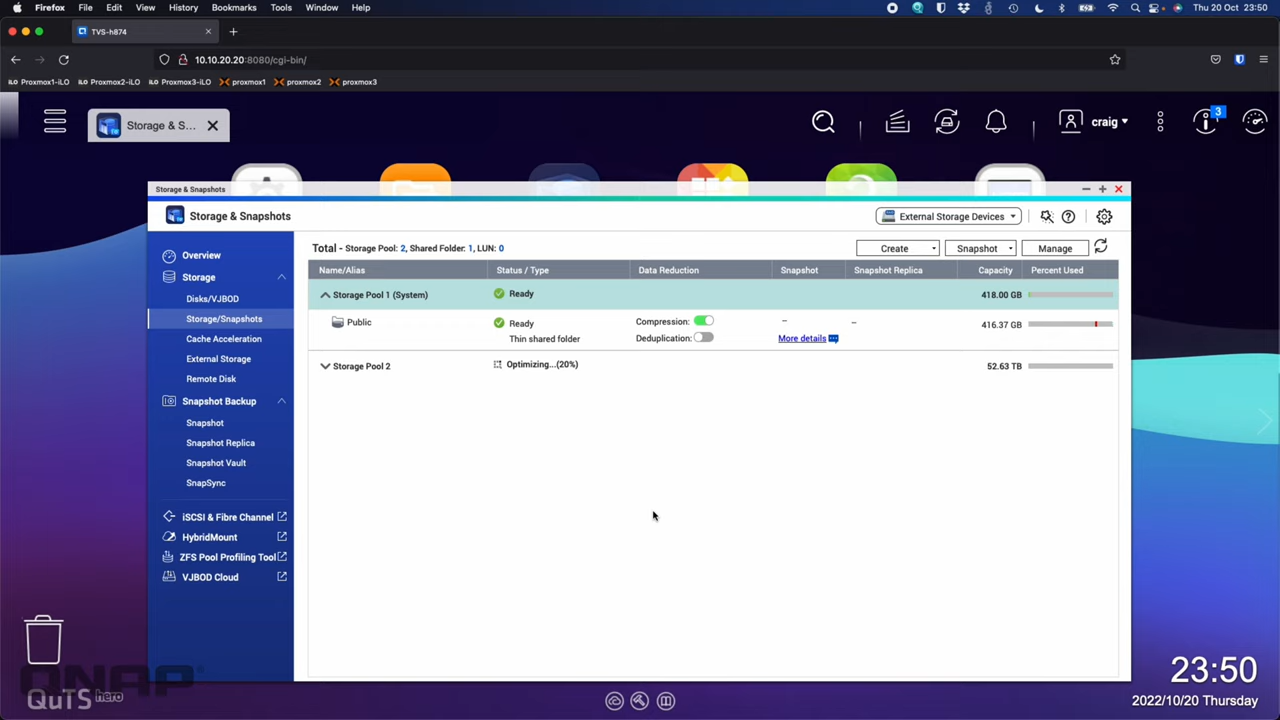 Firefox File Edit View History Bookmarks Tools Window Help Thu 20 Oct 23:50
TVS-h874
10.10.20.20:8080/cgi-bin/
iLO Proxmox1-iLO iLO Proxmox2-iLO iLO Proxmox3-iLO proxmox1 proxmox2 proxmox3
Storage & S... craig 3
Storage & Snapshots
Storage & Snapshots External Storage Devices
Overview
Storage
Disks/VJBOD
Storage/Snapshots
Cache Acceleration
External Storage
Remote Disk
Snapshot Backup
Snapshot
Snapshot Replica
Snapshot Vault
SnapSync
iSCSI & Fibre Channel
HybridMount
ZFS Pool Profiling Tool
VJBOD Cloud
Total - Storage Pool: 2, Shared Folder: 1, LUN: 0 Create Snapshot Manage
Name/Alias Status / Type Data Reduction Snapshot Snapshot Replica Capacity Percent Used
Storage Pool 1 (System) Ready 418.00 GB
Public Ready Compression: -- -- 416.37 GB
Thin shared folder Deduplication: More details
Storage Pool 2 Optimizing...(20%) 52.63 TB
QNAP
QuTS hero
23:50
2022/10/20 Thursday